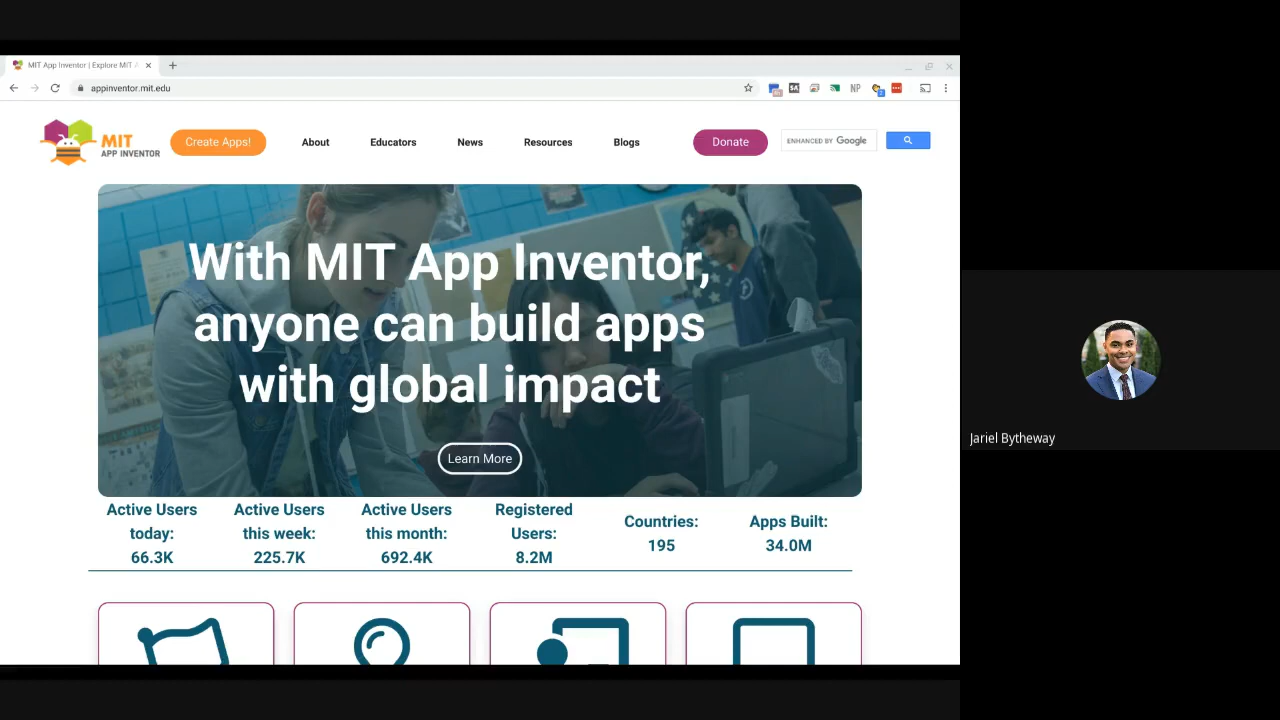 MIT App Inventor | Explore MIT A
appinventor.mit.edu
SA
NP
MIT
APP INVENTOR
Create Apps!
About
Educators
News
Resources
Blogs
Donate
ENHANCED BY Google
With MIT App Inventor,
anyone can build apps
with global impact
Learn More
Active Users
today:
66.3K
Active Users
this week:
225.7K
Active Users
this month:
692.4K
Registered
Users:
8.2M
Countries:
195
Apps Built:
34.0M
Jariel Bytheway